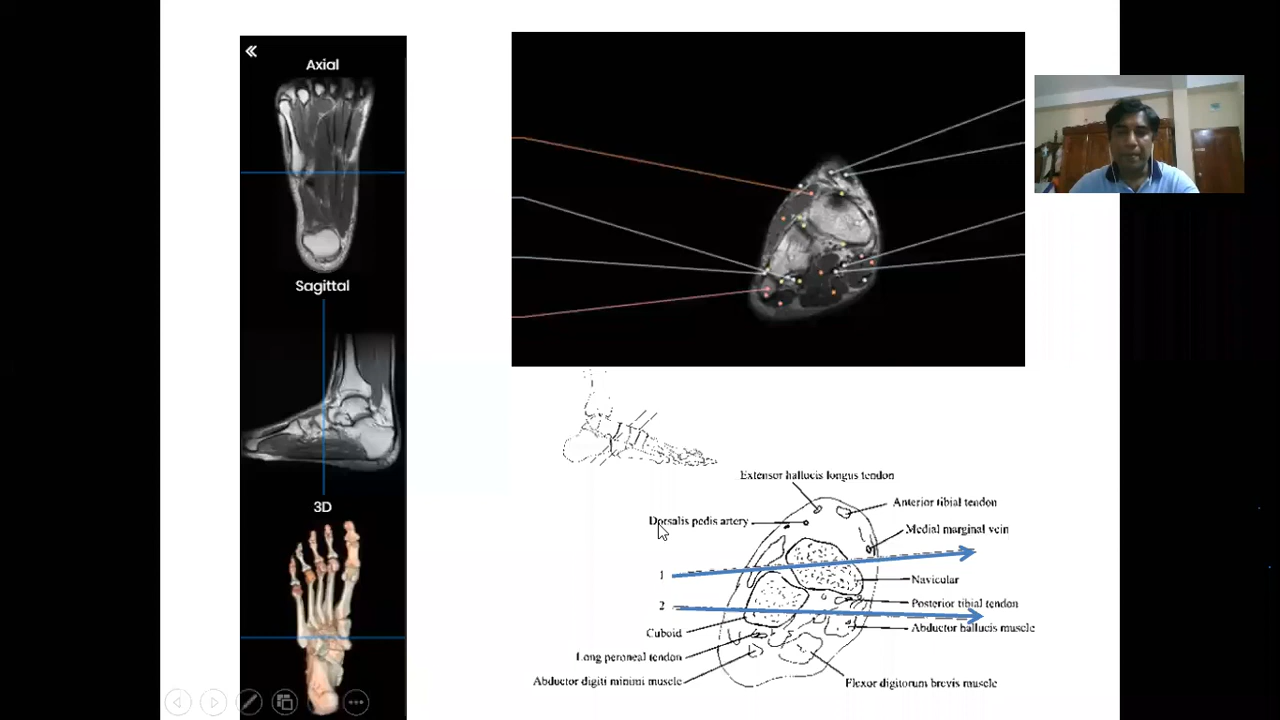 Axial
Sagittal
3D
Extensor hallucis longus tendon
Anterior tibial tendon
Dorsalis pedis artery
Medial marginal vein
1
Navicular
2
Posterior tibial tendon
Abductor hallucis muscle
Cuboid
Long peroneal tendon
Abductor digiti minimi muscle
Flexor digitorum brevis muscle